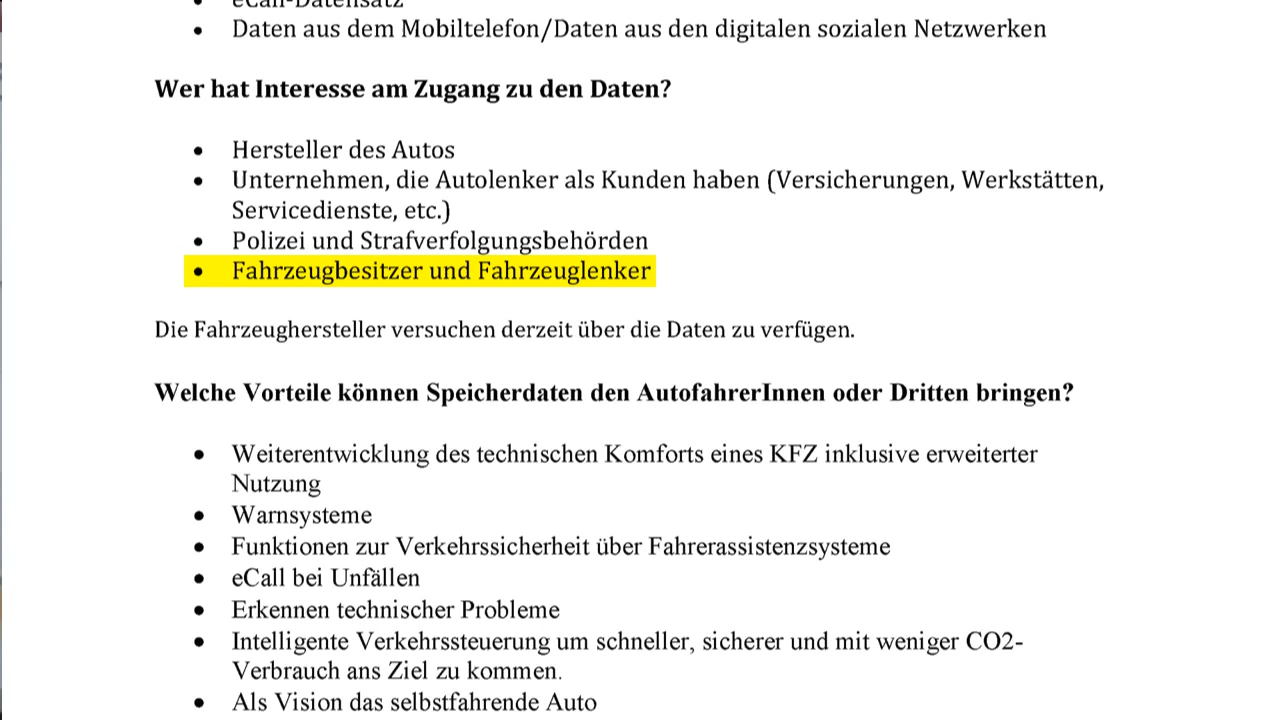 • eCall-Datensatz
• Daten aus dem Mobiltelefon/Daten aus den digitalen sozialen Netzwerken
Wer hat Interesse am Zugang zu den Daten?
• Hersteller des Autos
• Unternehmen, die Autolenker als Kunden haben (Versicherungen, Werkstätten,
Servicedienste, etc.)
• Polizei und Strafverfolgungsbehörden
• Fahrzeugbesitzer und Fahrzeuglenker
Die Fahrzeughersteller versuchen derzeit über die Daten zu verfügen.
Welche Vorteile können Speicherdaten den AutofahrerInnen oder Dritten bringen?
• Weiterentwicklung des technischen Komforts eines KFZ inklusive erweiterter
Nutzung
• Warnsysteme
• Funktionen zur Verkehrssicherheit über Fahrerassistenzsysteme
• eCall bei Unfällen
• Erkennen technischer Probleme
• Intelligente Verkehrssteuerung um schneller, sicherer und mit weniger CO2-
Verbrauch ans Ziel zu kommen.
• Als Vision das selbstfahrende Auto